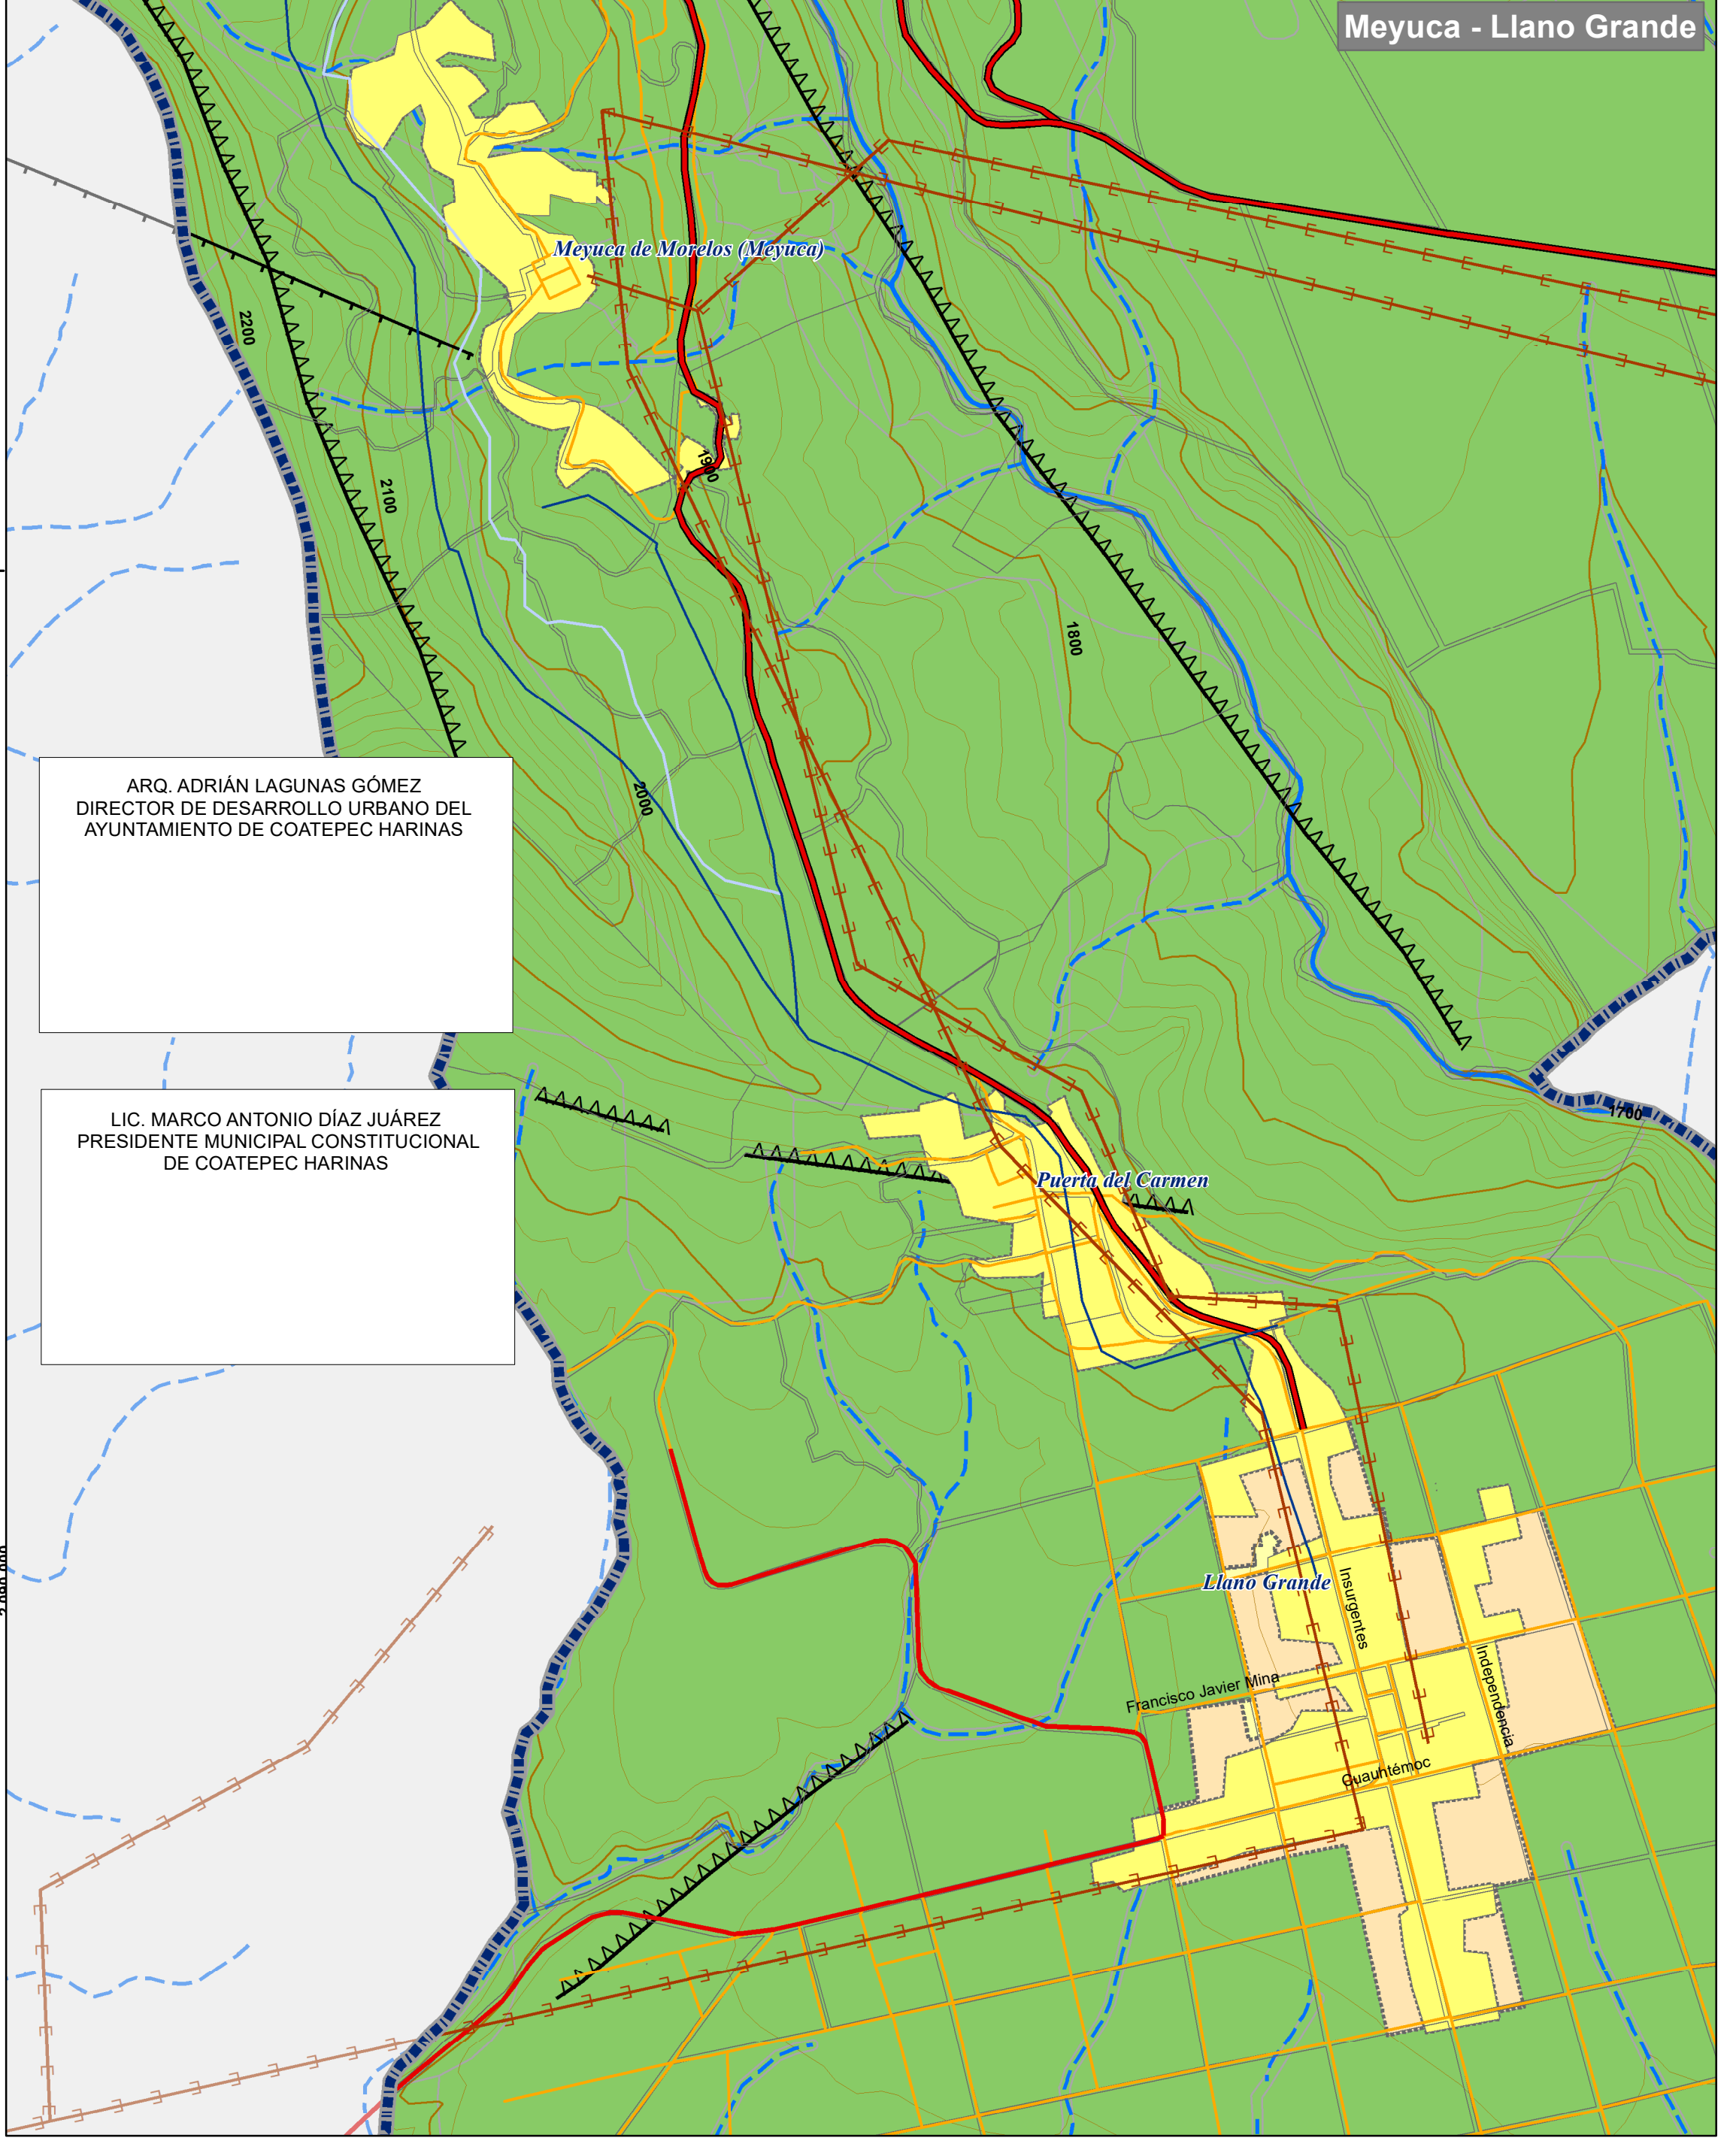 Meyuca - Llano Grande
Meyuca de Morelos (Meyuca)
2200
2100
1900
1800
2000
ARQ. ADRIÁN LAGUNAS GÓMEZ
DIRECTOR DE DESARROLLO URBANO DEL
AYUNTAMIENTO DE COATEPEC HARINAS
LIC. MARCO ANTONIO DÍAZ JUÁREZ
PRESIDENTE MUNICIPAL CONSTITUCIONAL
DE COATEPEC HARINAS
1700
Puerta del Carmen
Llano Grande
Insurgentes
Independencia
Francisco Javier Mina
Cuauhtémoc